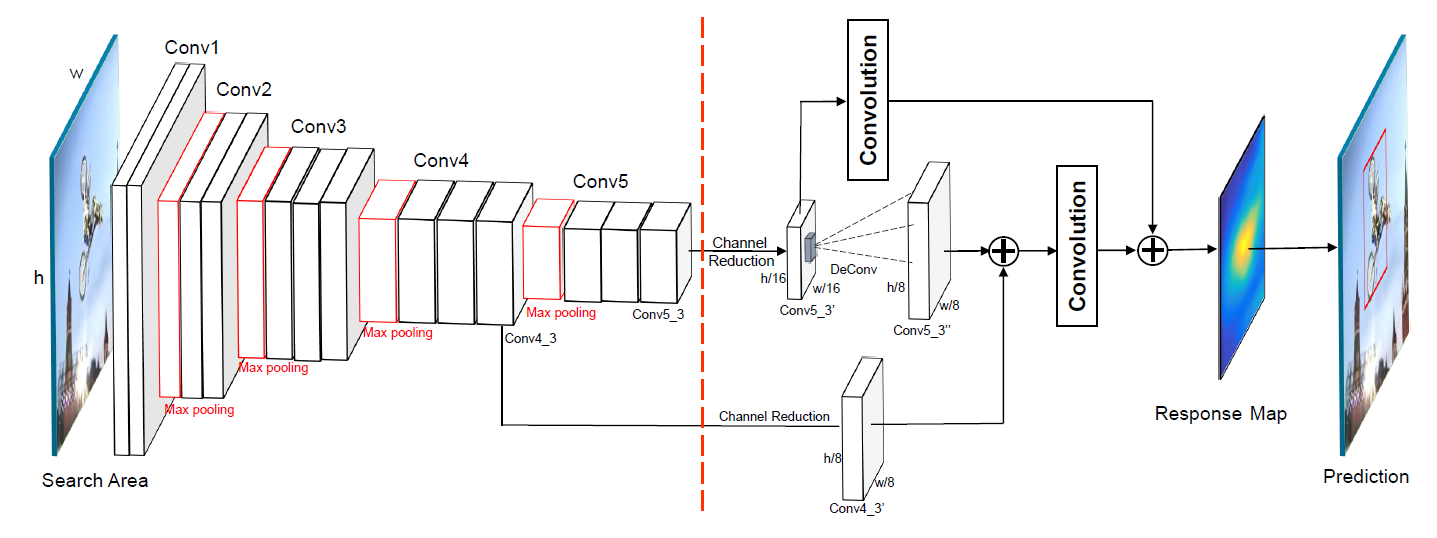 w
h
Search Area
Conv1
Conv2
Conv3
Conv4
Conv5
Max pooling
Max pooling
Max pooling
Max pooling
Conv4_3
Conv5_3
Channel
Reduction
Channel Reduction
Convolution
h/16
w/16
Conv5_3'
DeConv
h/8
w/8
Conv5_3''
h/8
w/8
Conv4_3'
Convolution
Response Map
Prediction